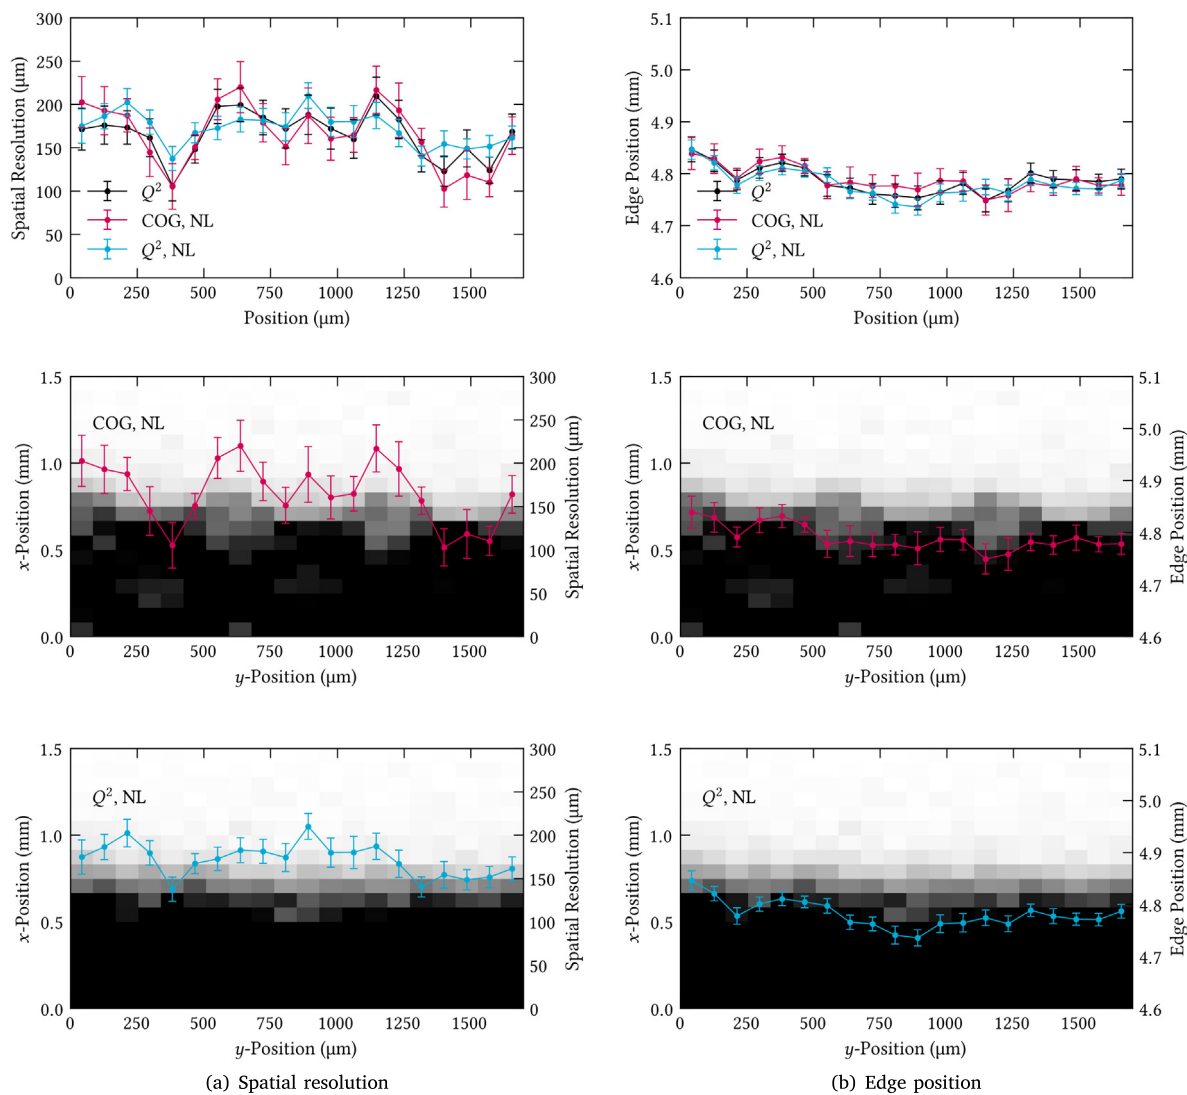 300
250
200
150
100
50
0
Spatial Resolution (μm)
Q², 
COG, NL
Q², NL
0 250 500 750 1000 1250 1500
Position (μm)
5.1
5.0
4.9
4.8
4.7
4.6
Edge Position (mm)
Q²
COG, NL
Q², NL
0 250 500 750 1000 1250 1500
Position (μm)
1.5
1.0
0.5
0.0
x-Position (mm)
COG, NL
300
250
200
150
100
50
0
Spatial Resolution (μm)
0 250 500 750 1000 1250 1500
y-Position (μm)
1.5
1.0
0.5
0.0
x-Position (mm)
COG, NL
5.1
5.0
4.9
4.8
4.7
4.6
Edge Position (mm)
0 250 500 750 1000 1250 1500
y-Position (μm)
1.5
1.0
0.5
0.0
x-Position (mm)
Q², NL
300
250
200
150
100
50
0
Spatial Resolution (μm)
0 250 500 750 1000 1250 1500
y-Position (μm)
(a) Spatial resolution
1.5
1.0
0.5
0.0
x-Position (mm)
Q², NL
5.1
5.0
4.9
4.8
4.7
4.6
Edge Position (mm)
0 250 500 750 1000 1250 1500
y-Position (μm)
(b) Edge position